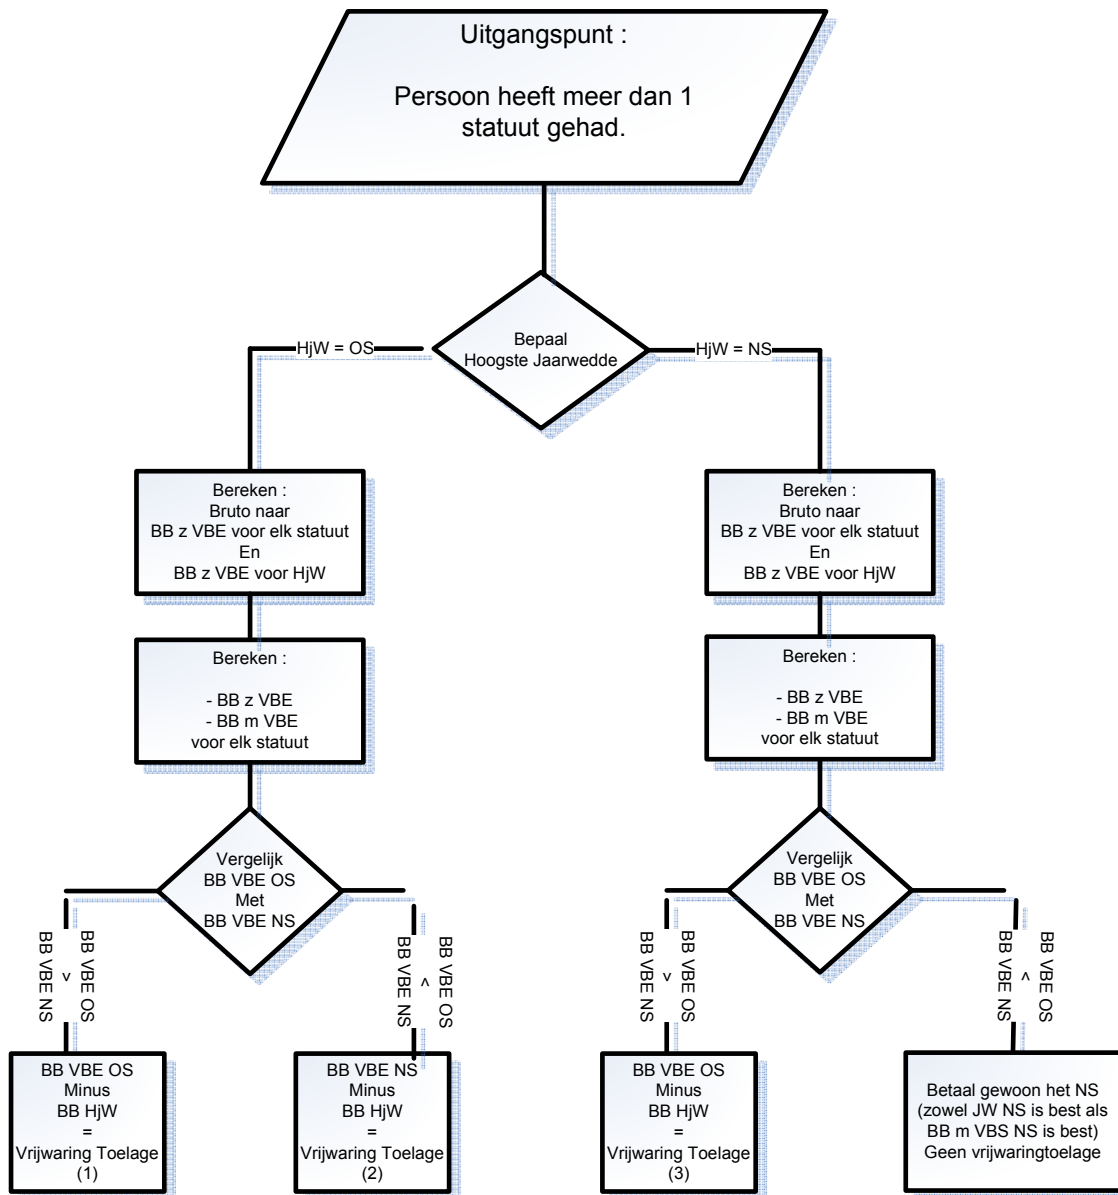 Uitgangspunt :
Persoon heeft meer dan 1
statuut gehad.
Bepaal
Hoogste Jaarwedde
HjW = OS
HjW = NS
Bereken :
Bruto naar
BB z VBE voor elk statuut
En
BB z VBE voor HjW
Bereken :
Bruto naar
BB z VBE voor elk statuut
En
BB z VBE voor HjW
Bereken :
- BB z VBE
- BB m VBE
voor elk statuut
Bereken :
- BB z VBE
- BB m VBE
voor elk statuut
Vergelijk
BB VBE OS
Met
BB VBE NS
Vergelijk
BB VBE OS
Met
BB VBE NS
BB VBE OS
>
BB VBE NS
BB VBE OS
<
BB VBE NS
BB VBE OS
>
BB VBE NS
BB VBE OS
<
BB VBE NS
BB VBE OS
Minus
BB HjW
=
Vrijwaring Toelage
(1)
BB VBE NS
Minus
BB HjW
=
Vrijwaring Toelage
(2)
BB VBE OS
Minus
BB HjW
=
Vrijwaring Toelage
(3)
Betaal gewoon het NS
(zowel JW NS is best als
BB m VBS NS is best)
Geen vrijwaringtoelage